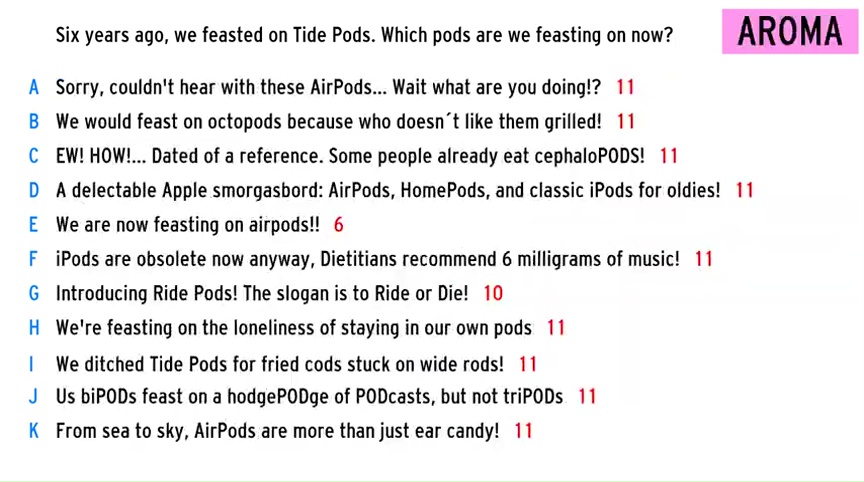 Six years ago, we feasted on Tide Pods. Which pods are we feasting on now?
AROMA
A Sorry, couldn't hear with these AirPods... Wait what are you doing!? 11
B We would feast on octopods because who doesn´t like them grilled! 11
C EW! HOW!... Dated of a reference. Some people already eat cephaloPODS! 11
D A delectable Apple smorgasbord: AirPods, HomePods, and classic iPods for oldies! 11
E We are now feasting on airpods!! 6
F iPods are obsolete now anyway, Dietitians recommend 6 milligrams of music! 11
G Introducing Ride Pods! The slogan is to Ride or Die! 10
H We're feasting on the loneliness of staying in our own pods 11
I We ditched Tide Pods for fried cods stuck on wide rods! 11
J Us biPODs feast on a hodgePODge of PODcasts, but not triPODs 11
K From sea to sky, AirPods are more than just ear candy! 11